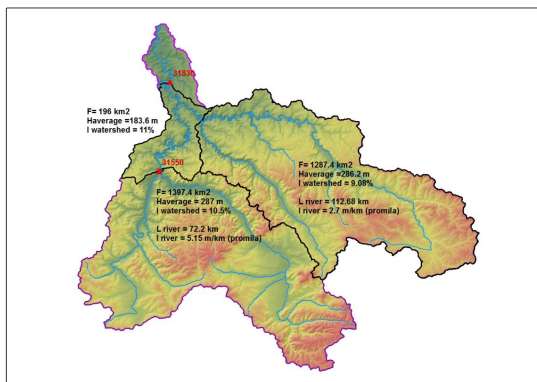 31830
F= 196 km2
Haverage =183.6 m
I watershed = 11%
31550
F= 1287.4 km2
Haverage =286.2 m
I watershed = 9.08%
L river = 112.68 km
I river = 2.7 m/km (promila)
F= 1397.4 km2
Haverage = 287 m
I watershed = 10.5%
L river = 72.2 km
I river = 5.15 m/km (promila)